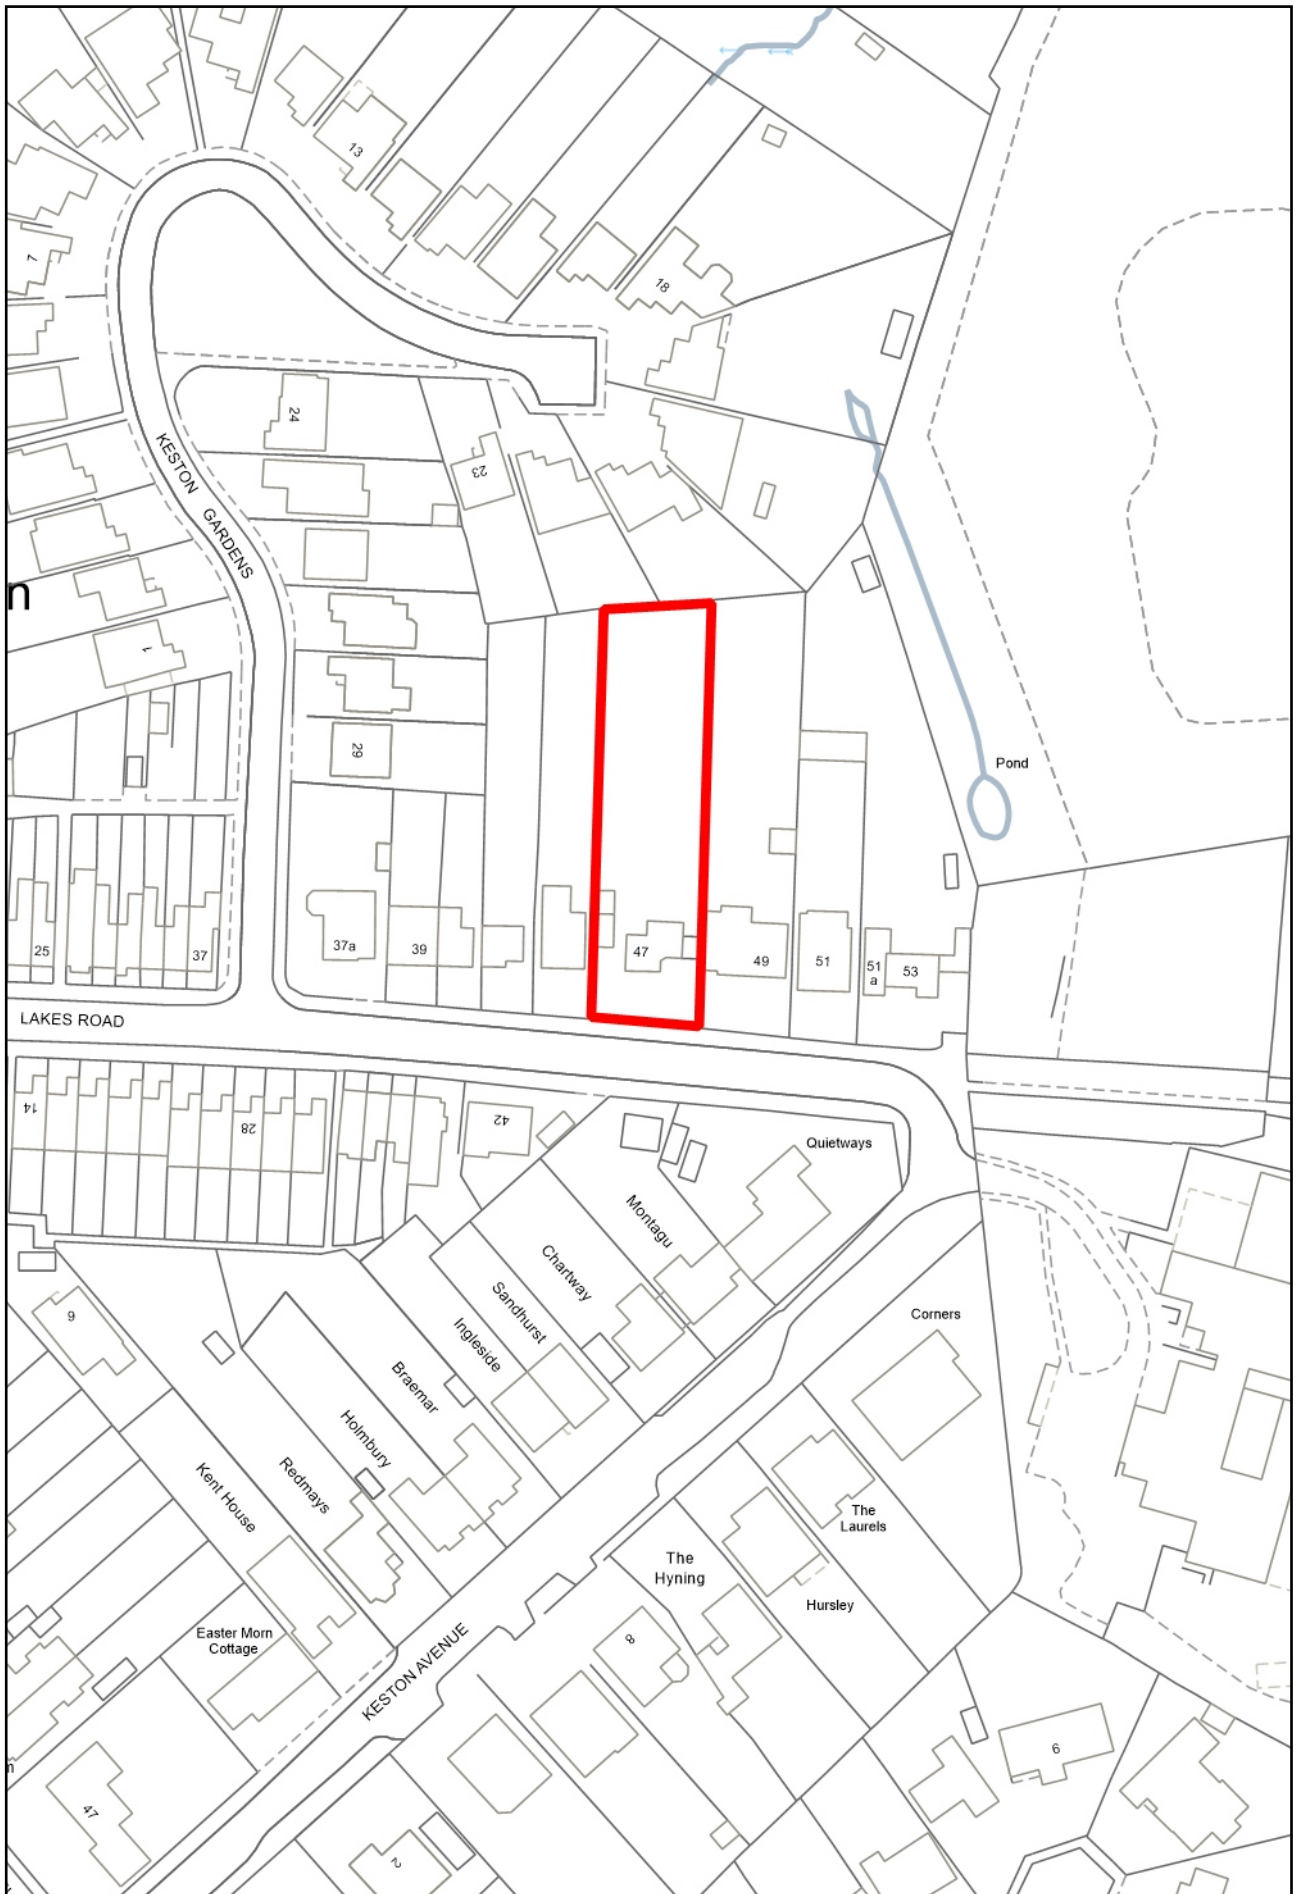 13
7
18
24
23
KESTON GARDENS
n
1
29
Pond
25
37
37a
39
47
49
51
51
a
53
LAKES ROAD
14
28
42
Quietways
Montagu
Chartway
Sandhurst
Ingleside
Braemar
Holmbury
Redmays
Kent House
9
Corners
The
Laurels
The
Hyning
Hursley
Easter Morn
Cottage
8
KESTON AVENUE
6
47
2